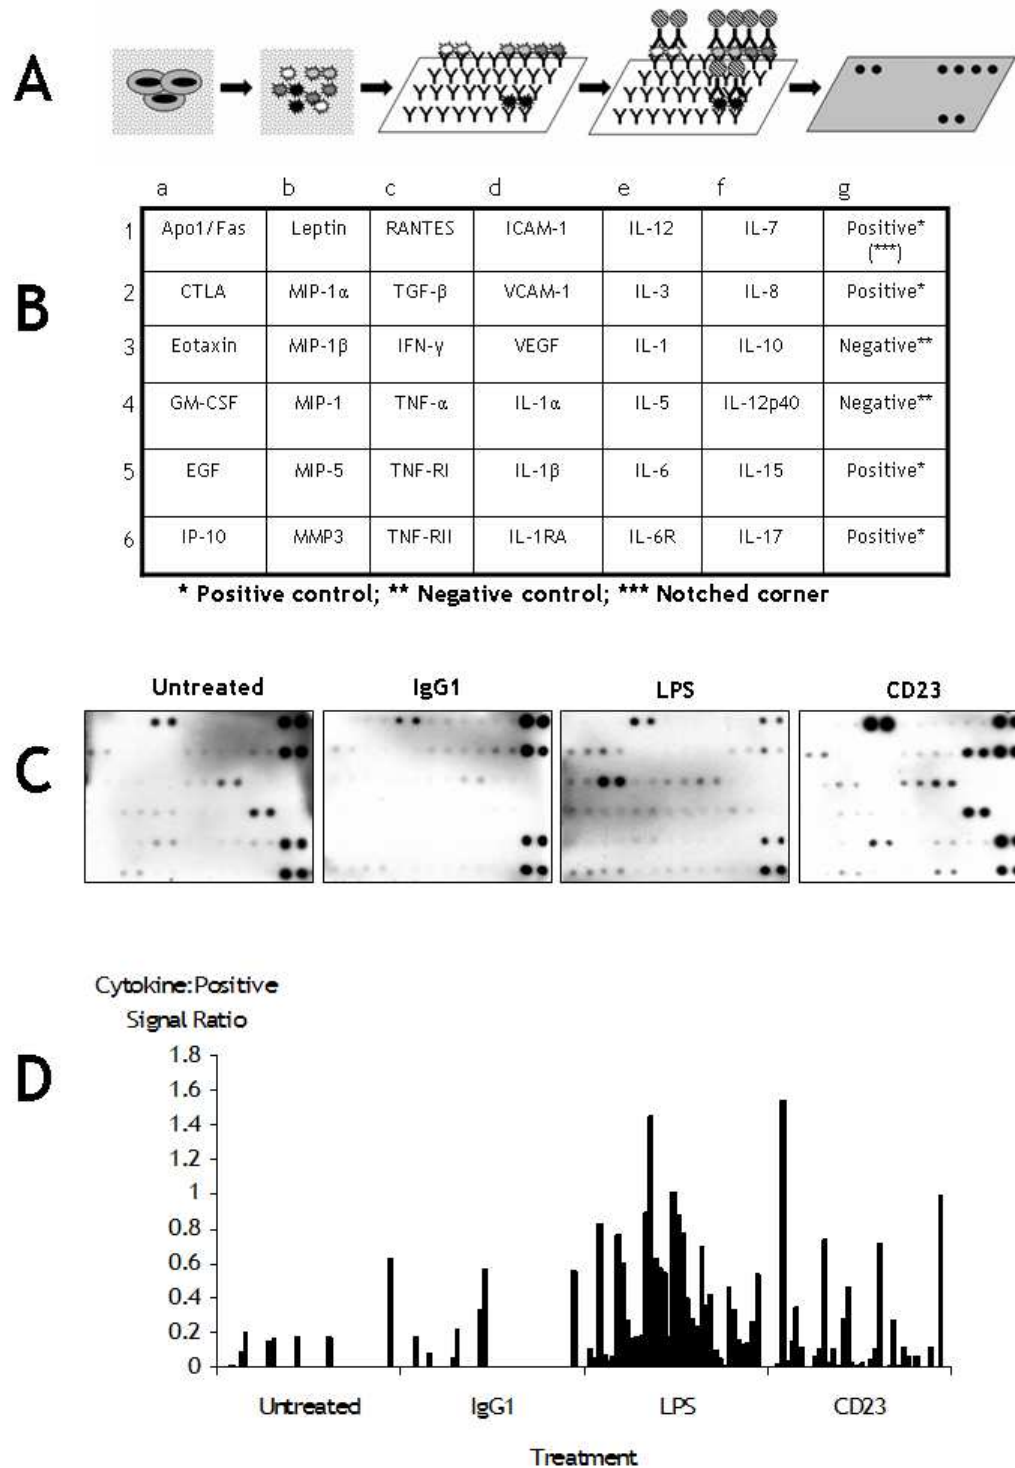 A
a b c d e f g
1 Apo1/Fas Leptin RANTES ICAM-1 IL-12 IL-7 Positive*
(***)
B
2 CTLA MIP-1α TGF-β VCAM-1 IL-3 IL-8 Positive*
3 Eotaxin MIP-1β IFN-γ VEGF IL-1 IL-10 Negative**
4 GM-CSF MIP-1 TNF-α IL-1α IL-5 IL-12p40 Negative**
5 EGF MIP-5 TNF-RI IL-1β IL-6 IL-15 Positive*
6 IP-10 MMP3 TNF-RII IL-1RA IL-6R IL-17 Positive*
* Positive control; ** Negative control; *** Notched corner
Untreated IgG1 LPS CD23
C
Cytokine:Positive
Signal Ratio
D
1.8
1.6
1.4
1.2
1
0.8
0.6
0.4
0.2
0
Untreated IgG1 LPS CD23
Treatment